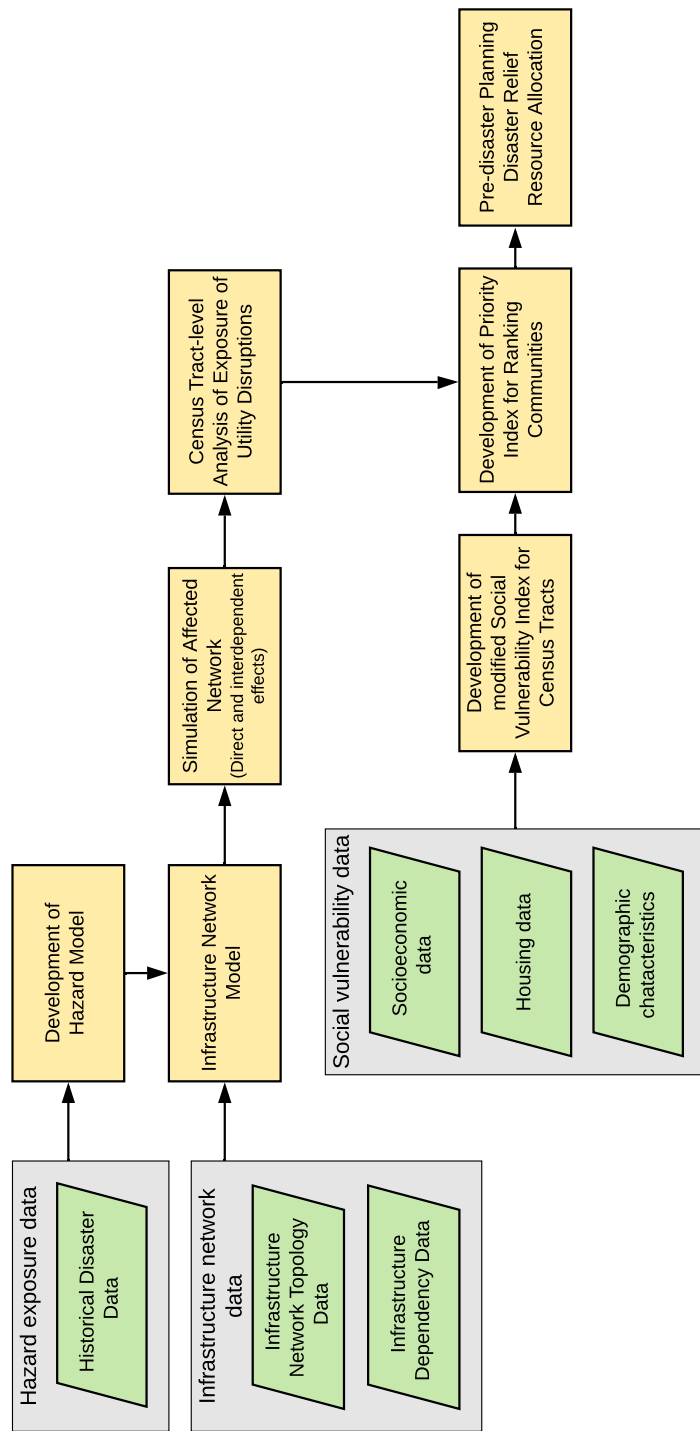 Hazard exposure data
Historical Disaster
Data
Development of
Hazard Model
Infrastructure network
data
Infrastructure
Network Topology
Data
Infrastructure
Dependency Data
Infrastructure Network
Model
Simulation of Affected
Network
(Direct and interdependent
effects)
Census Tract-level
Analysis of Exposure of
Utility Disruptions
Social vulnerability data
Socioeconomic
data
Housing data
Demographic
chatacteristics
Development of
modified Social
Vulnerability Index for
Census Tracts
Development of Priority
Index for Ranking
Communities
Pre-disaster Planning
Disaster Relief
Resource Allocation